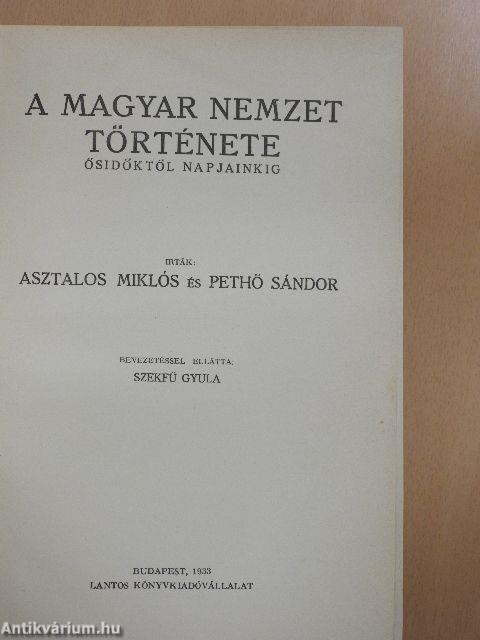 A MAGYAR NEMZET
TÖRTÉNETE
ŐSIDŐKTŐL NAPJAINKIG
IRTÁK:
ASZTALOS MIKLÓS ÉS PETHŐ SÁNDOR
BEVEZETÉSSEL ELLÁTTA:
SZEKFŰ GYULA
BUDAPEST, 1933
LANTOS KÖNYVKIADÓVÁLLALAT
Antikvárium.hu